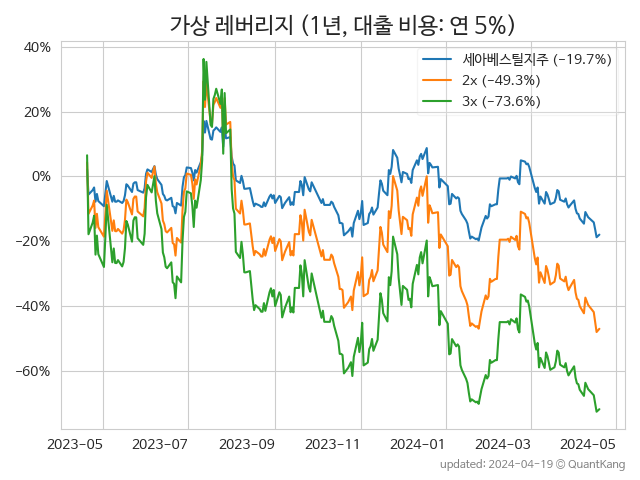 가상 레버리지 (1년, 대출 비용: 연 5%)
세아베스틸지주 (−19.7%)
2x (−49.3%)
3x (−73.6%)
40%
20%
0%
−20%
−40%
−60%
2023-05 2023-07 2023-09 2023-11 2024-01 2024-03 2024-05
updated: 2024-04-19 © QuantKang